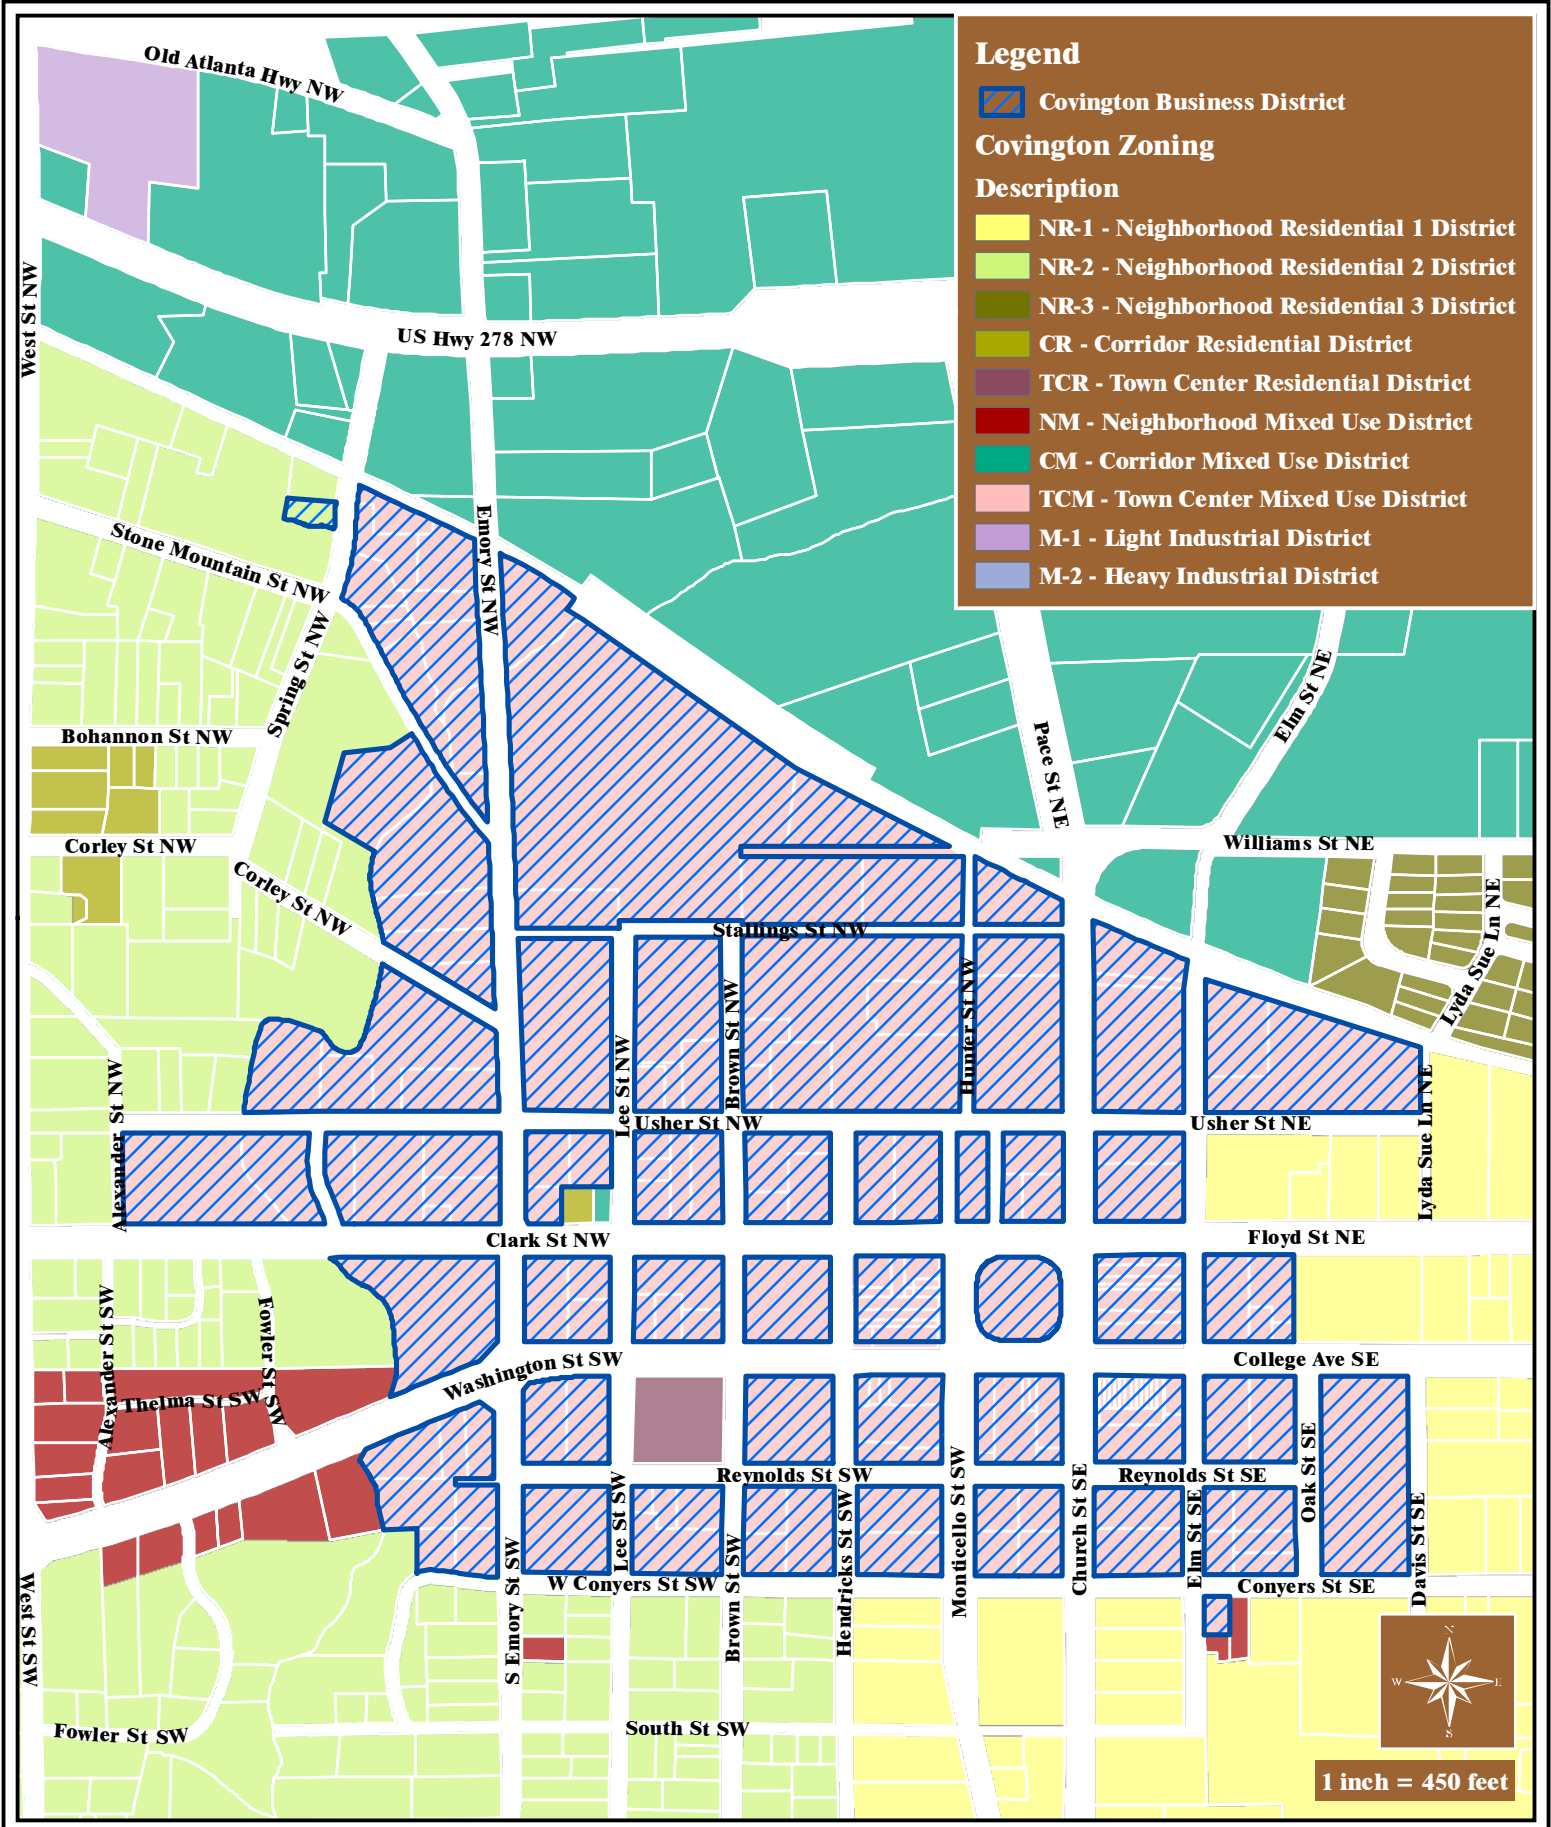 Legend
Covington Business District
Covington Zoning
Description
NR-1 - Neighborhood Residential 1 District
NR-2 - Neighborhood Residential 2 District
NR-3 - Neighborhood Residential 3 District
CR - Corridor Residential District
TCR - Town Center Residential District
NM - Neighborhood Mixed Use District
CM - Corridor Mixed Use District
TCM - Town Center Mixed Use District
M-1 - Light Industrial District
M-2 - Heavy Industrial District
Old Atlanta Hwy NW
West St NW
US Hwy 278 NW
Emory St NW
Stone Mountain St NW
Spring St NW
Bohannon St NW
Corley St NW
Corley St NW
Pace St NE
Elm St NE
Williams St NE
Lyda Sue Ln NE
Lyda Sue Ln NE
Stallings St NW
Hunter St NW
Brown St NW
Lee St NW
Alexander St NW
Alexander St NW
Usher St NW
Usher St NE
Lyda Sue Ln NE
Clark St NW
Floyd St NE
Alexander St SW
Fowler St SW
Thelma St SW
Washington St SW
College Ave SE
Reynolds St SW
Reynolds St SE
Oak St SE
Lee St SW
Brown St SW
Hendricks St SW
Monticello St SW
Church St SE
Elm St SE
Davis St SE
S Emory St SW
W Conyers St SW
Conyers St SE
West St SW
Fowler St SW
South St SW
N
W
E
S
1 inch = 450 feet